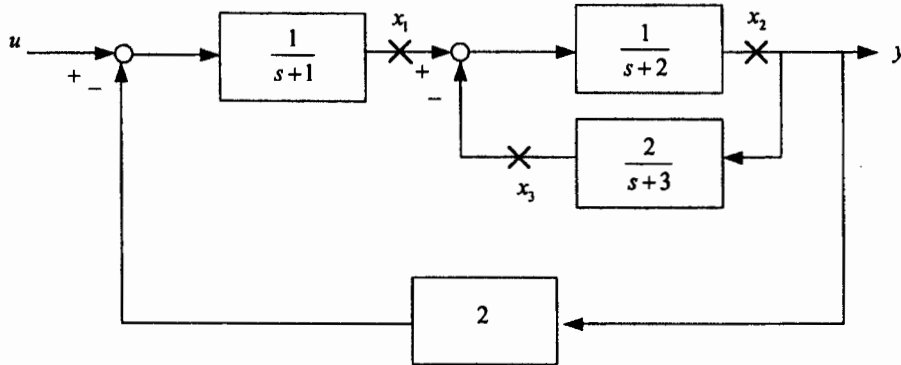 u
+
−
1
s+1
x₁
+
−
1
s+2
x₂
y
2
s+3
x₃
2